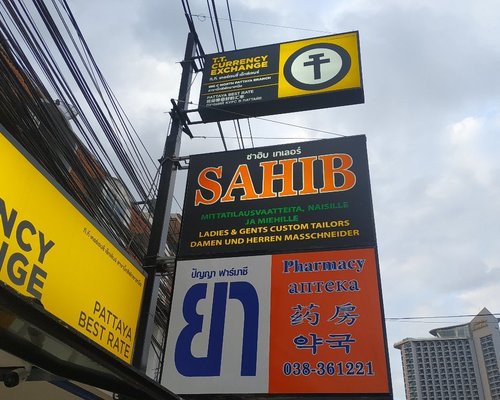 T.T.
CURRENCY
EXCHANGE
PATTAYA BEST RATE
ซาฮิบ เทเลอร์
SAHIB
MITTATILAUSVAATTEITA, NAISILLE
JA MIEHILLE
LADIES & GENTS CUSTOM TAILORS
DAMEN UND HERREN MASSCHNEIDER
ปัญญา ฟาร์มาซี
ยา
Pharmacy
аптека
药房
약국
038-361221
NCY
NGE
PATTAYA
BEST RATE